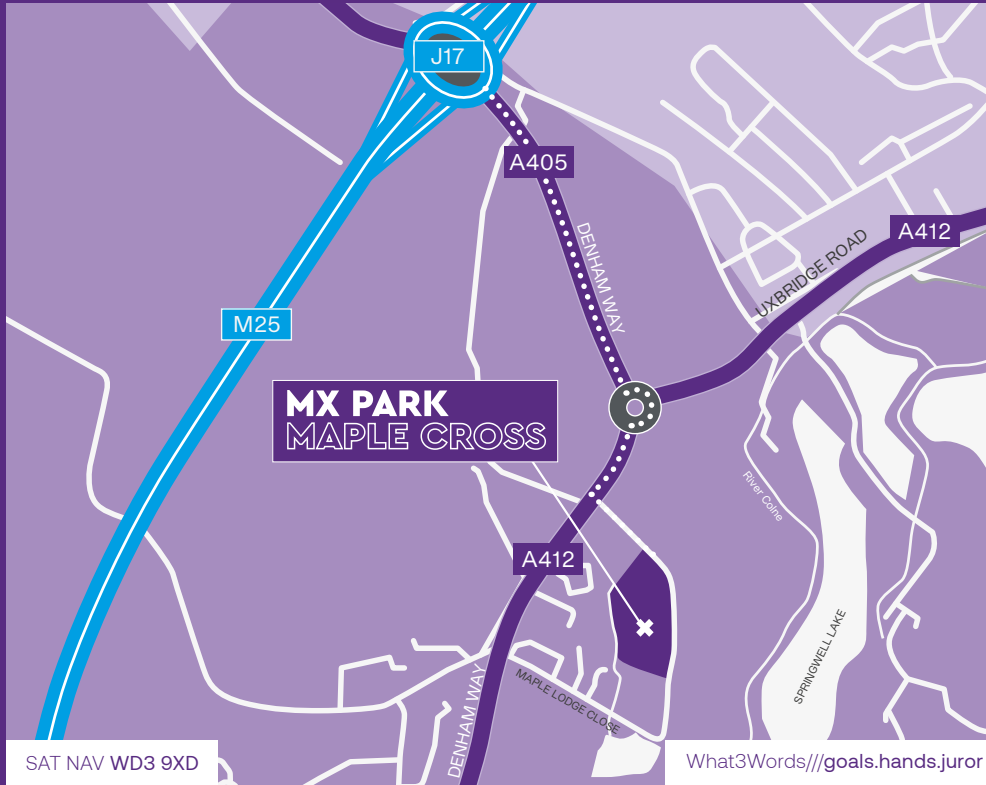 J17
A405
DENHAM WAY
A412
UXBRIDGE ROAD
M25
MX PARK
MAPLE CROSS
River Colne
A412
SPRINGWELL LAKE
MAPLE LODGE CLOSE
DENHAM WAY
SAT NAV WD3 9XD
What3Words///goals.hands.juror